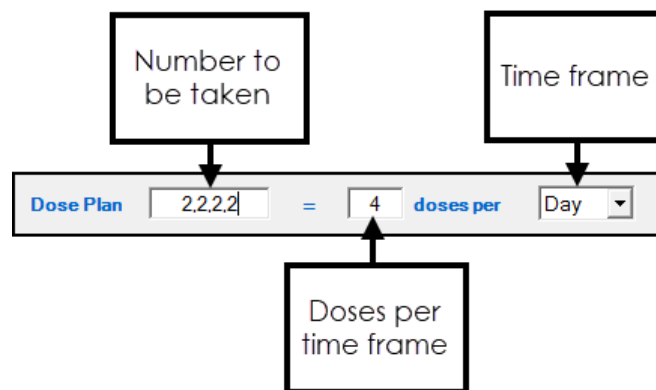 Number to
be taken
Time frame
Dose Plan 2,2,2,2 = 4 doses per Day
Doses per
time frame